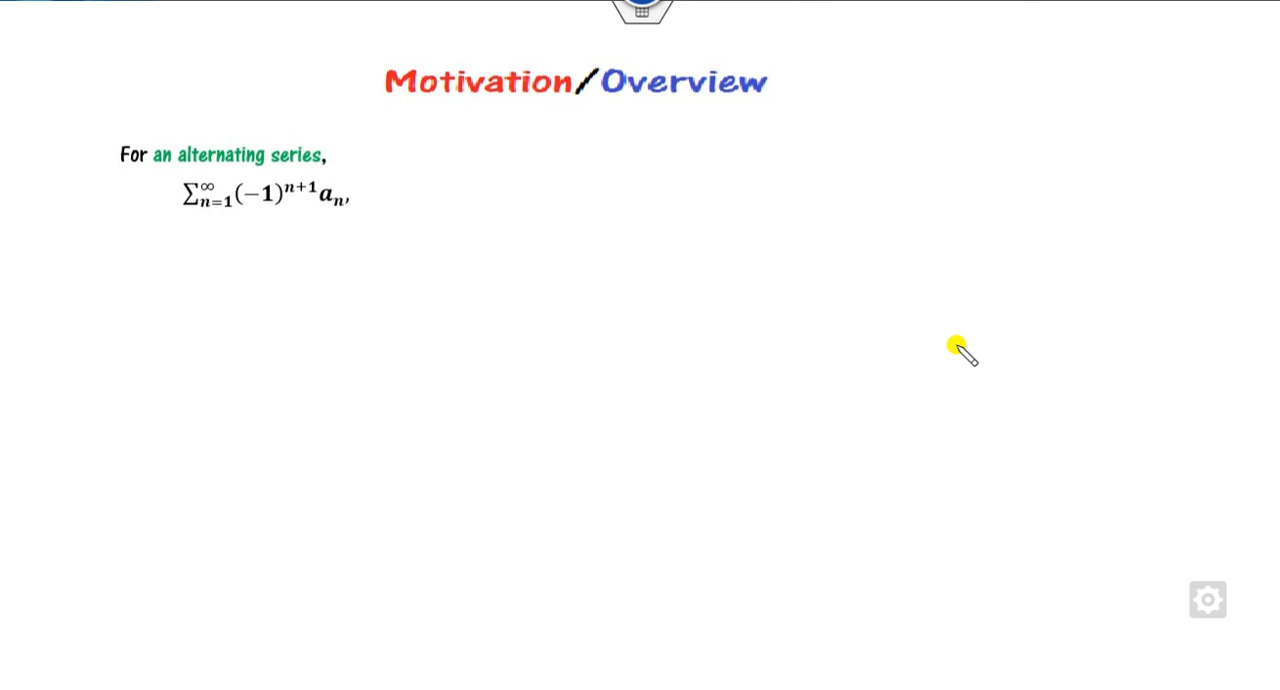 Motivation/Overview
For an alternating series,
∑_{n=1}^{∞}(−1)^{n+1}a_n,